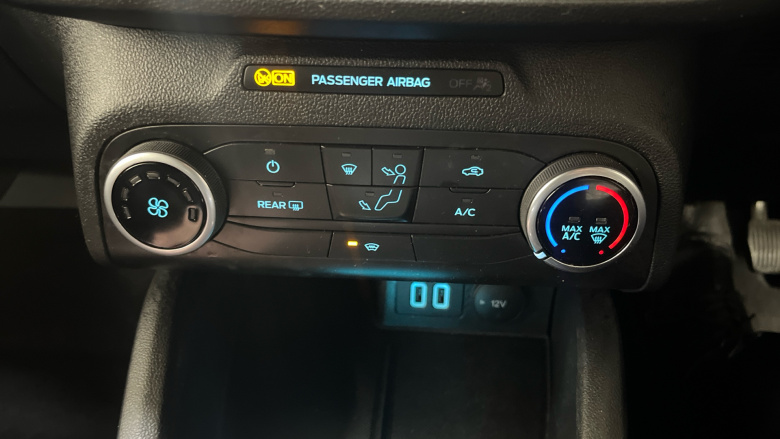 ON PASSENGER AIRBAG OFF
REAR
A/C
MAX A/C
MAX
12V